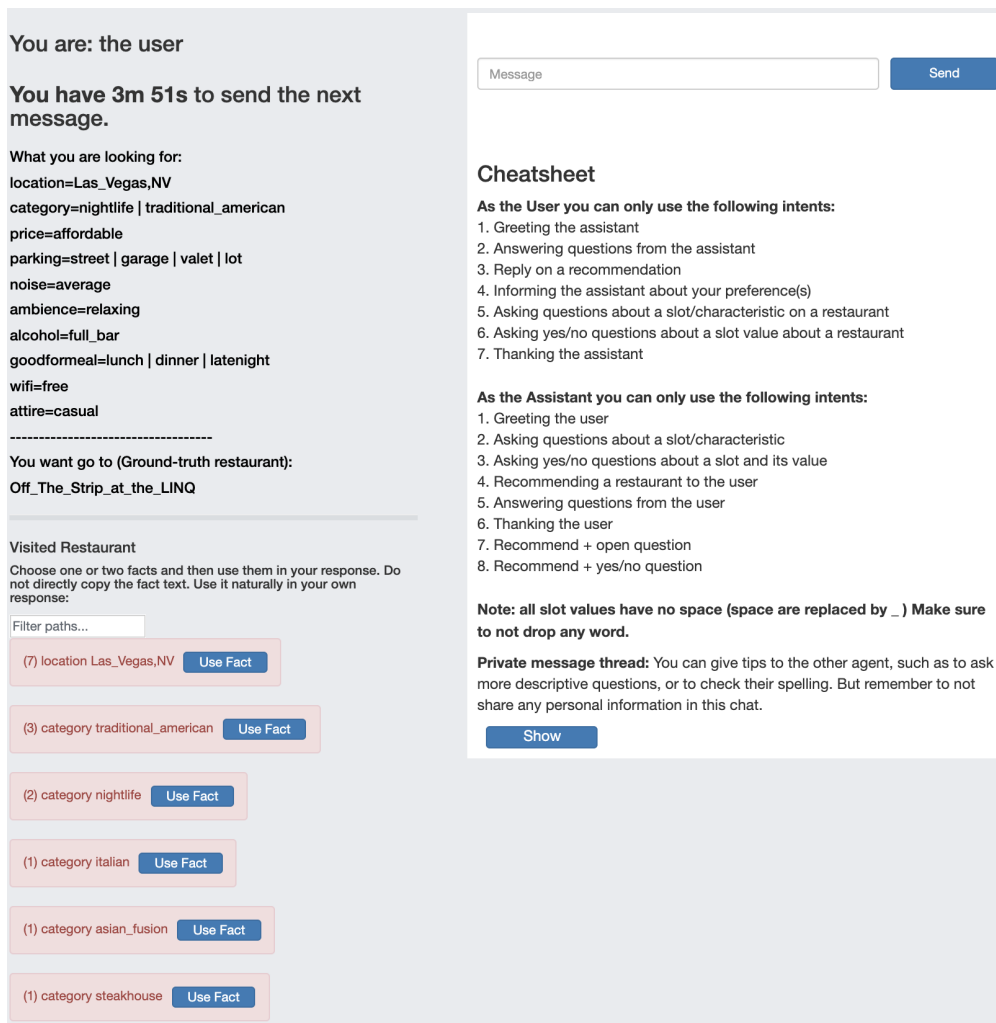 You are: the user
You have 3m 51s to send the next
message.
What you are looking for:
location=Las_Vegas,NV
category=nightlife | traditional_american
price=affordable
parking=street | garage | valet | lot
noise=average
ambience=relaxing
alcohol=full_bar
goodformeal=lunch | dinner | latenight
wifi=free
attire=casual
-----------------------------------
You want go to (Ground-truth restaurant):
Off_The_Strip_at_the_LINQ
Visited Restaurant
Choose one or two facts and then use them in your response. Do
not directly copy the fact text. Use it naturally in your own
response:
Filter paths...
(7) location Las_Vegas,NV Use Fact
(3) category traditional_american Use Fact
(2) category nightlife Use Fact
(1) category italian Use Fact
(1) category asian_fusion Use Fact
(1) category steakhouse Use Fact
Message Send
Cheatsheet
As the User you can only use the following intents:
1. Greeting the assistant
2. Answering questions from the assistant
3. Reply on a recommendation
4. Informing the assistant about your preference(s)
5. Asking questions about a slot/characteristic on a restaurant
6. Asking yes/no questions about a slot value about a restaurant
7. Thanking the assistant
As the Assistant you can only use the following intents:
1. Greeting the user
2. Asking questions about a slot/characteristic
3. Asking yes/no questions about a slot and its value
4. Recommending a restaurant to the user
5. Answering questions from the user
6. Thanking the user
7. Recommend + open question
8. Recommend + yes/no question
Note: all slot values have no space (space are replaced by _ ) Make sure
to not drop any word.
Private message thread: You can give tips to the other agent, such as to ask
more descriptive questions, or to check their spelling. But remember to not
share any personal information in this chat.
Show